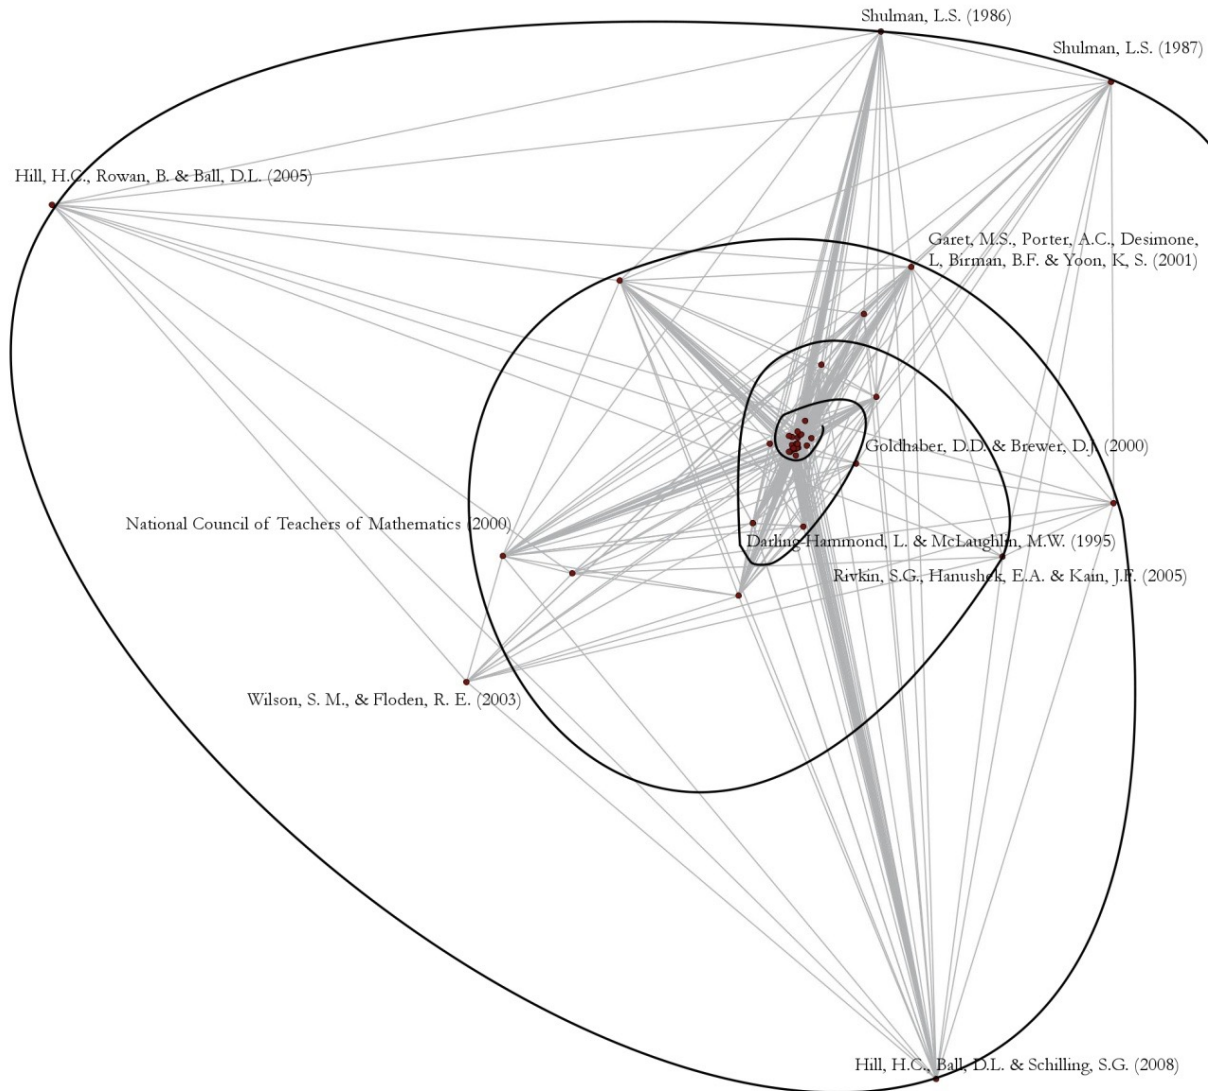 Shulman, L.S. (1986)
Shulman, L.S. (1987)
Hill, H.C., Rowan, B. & Ball, D.L. (2005)
Garet, M.S., Porter, A.C., Desimone,
L, Birman, B.F. & Yoon, K, S. (2001)
Goldhaber, D.D. & Brewer, D.J. (2000)
National Council of Teachers of Mathematics (2000)
Darling-Hammond, L. & McLaughlin, M.W. (1995)
Rivkin, S.G., Hanushek, E.A. & Kain, J.F. (2005)
Wilson, S. M., & Floden, R. E. (2003)
Hill, H.C., Ball, D.L. & Schilling, S.G. (2008)